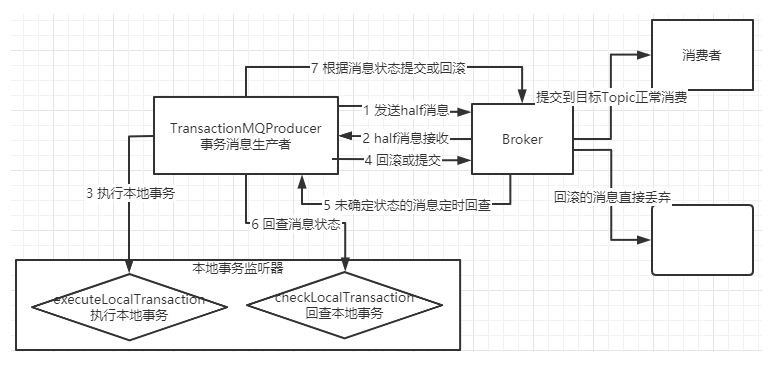 消费者
7 根据消息状态提交或回滚
提交到目标Topic正常消费
1 发送half消息
TransactionMQProducer
事务消息生产者
2 half消息接收
Broker
4 回滚或提交
3 执行本地事务
回滚的消息直接丢弃
5 未确定状态的消息定时回查
6 回查消息状态
本地事务监听器
executeLocalTransaction
执行本地事务
checkLocalTransaction
回查本地事务